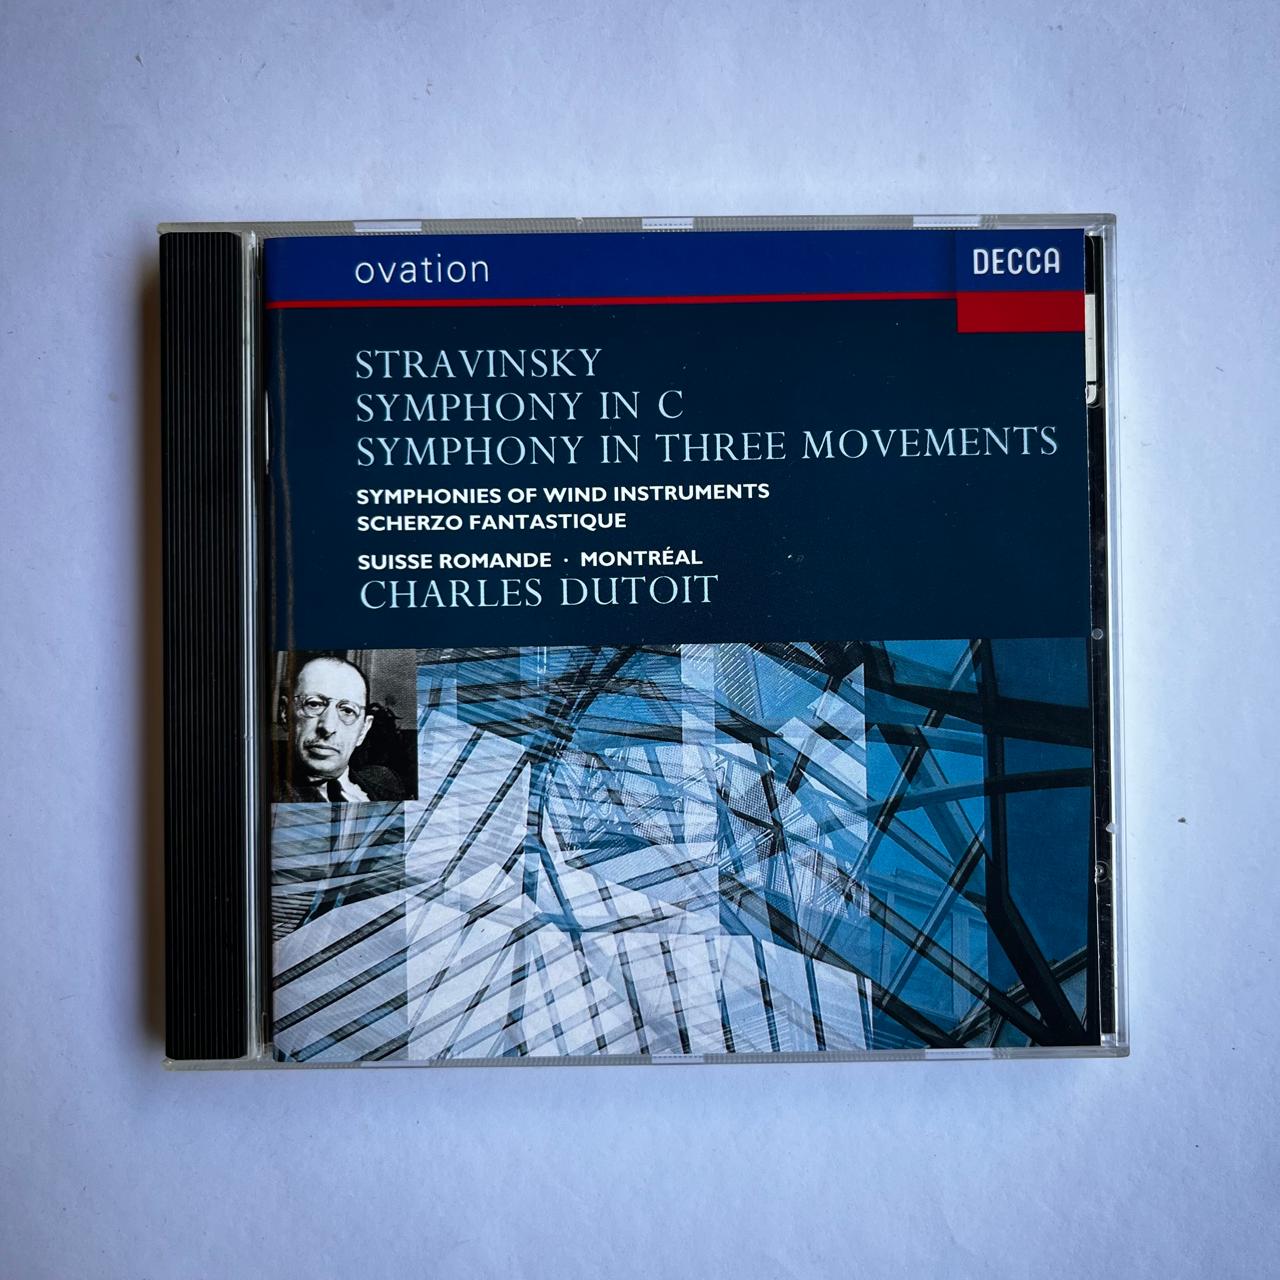 ovation
DECCA
STRAVINSKY
SYMPHONY IN C
SYMPHONY IN THREE MOVEMENTS
SYMPHONIES OF WIND INSTRUMENTS
SCHERZO FANTASTIQUE
SUISSE ROMANDE · MONTRÉAL
CHARLES DUTOIT